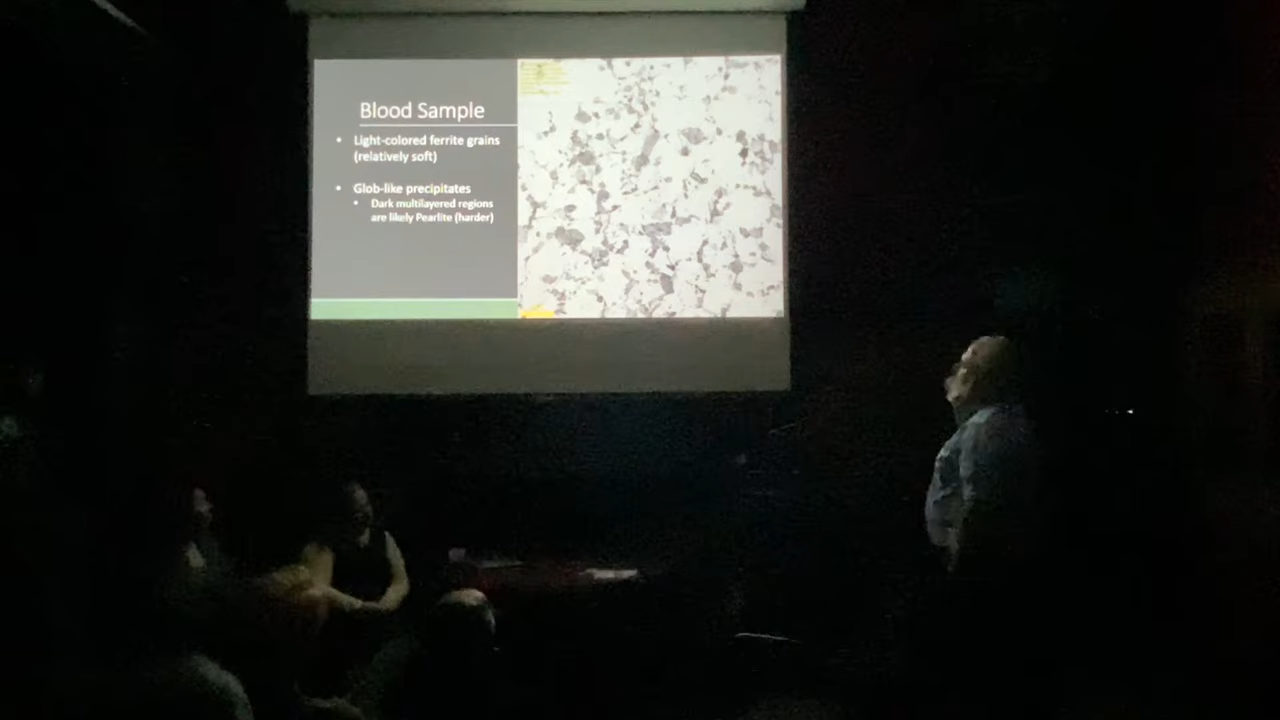 Blood Sample
• Light-colored ferrite grains
(relatively soft)
• Glob-like precipitates
• Dark multilayered regions
are likely Pearlite (harder)